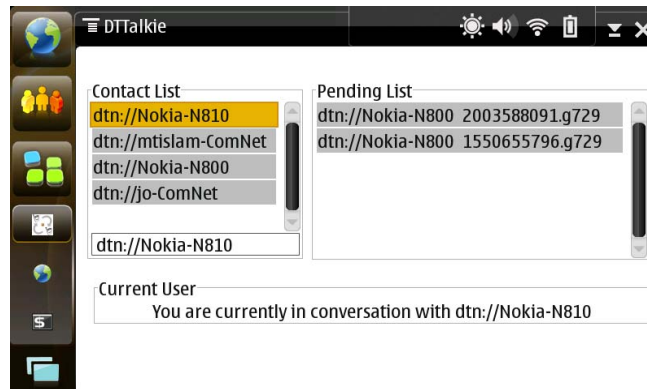 DTTalkie
Contact List
dtn://Nokia-N810
dtn://mtislam-ComNet
dtn://Nokia-N800
dtn://jo-ComNet
dtn://Nokia-N810
Pending List
dtn://Nokia-N800 2003588091.g729
dtn://Nokia-N800 1550655796.g729
Current User
You are currently in conversation with dtn://Nokia-N810